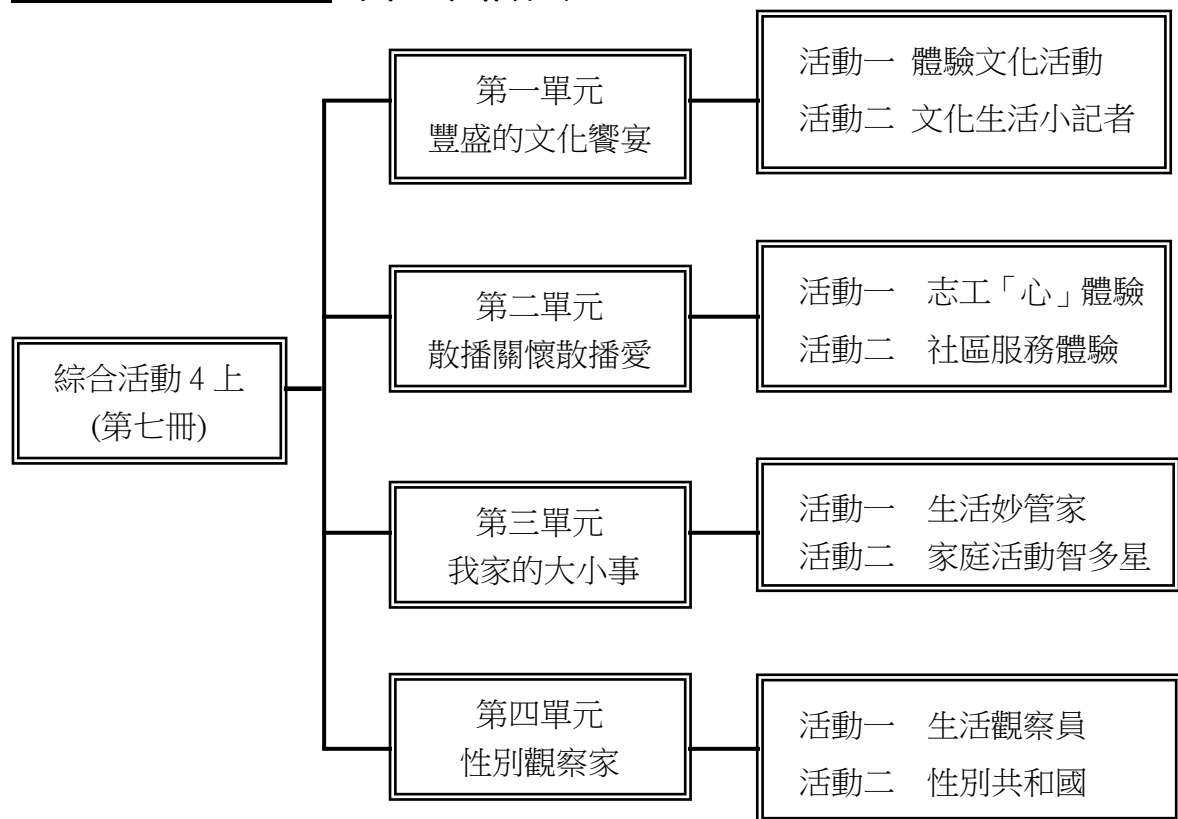 第一單元
豐盛的文化饗宴
活動一 體驗文化活動
活動二 文化生活小記者
第二單元
散播關懷散播愛
活動一 志工「心」體驗
活動二 社區服務體驗
綜合活動 4 上
(第七冊)
第三單元
我家的大小事
活動一 生活妙管家
活動二 家庭活動智多星
第四單元
性別觀察家
活動一 生活觀察員
活動二 性別共和國